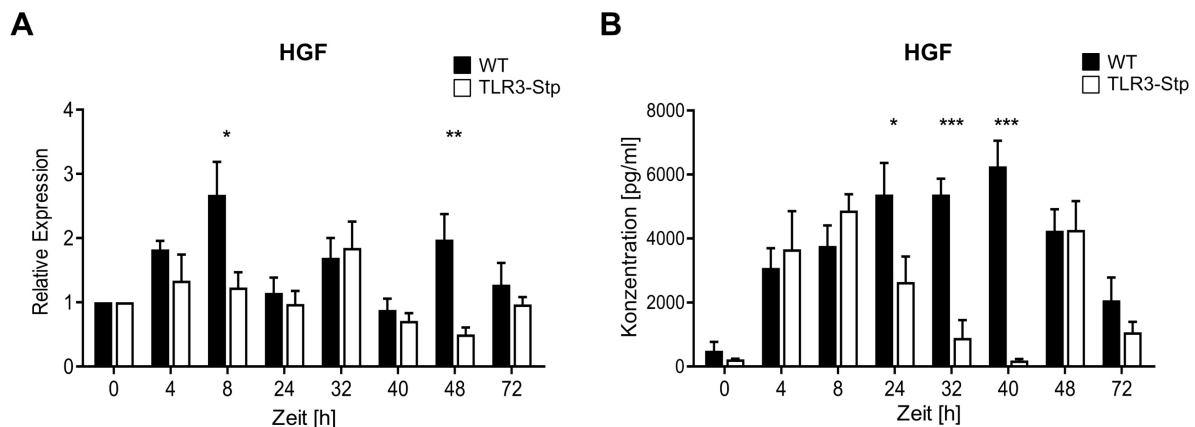 A
HGF
WT
TLR3-Stp
Relative Expression
4
3
2
1
0
* **
0 4 8 24 32 40 48 72
Zeit [h]
B
HGF
WT
TLR3-Stp
Konzentration [pg/ml]
8000
6000
4000
2000
0
* *** ***
0 4 8 24 32 40 48 72
Zeit [h]